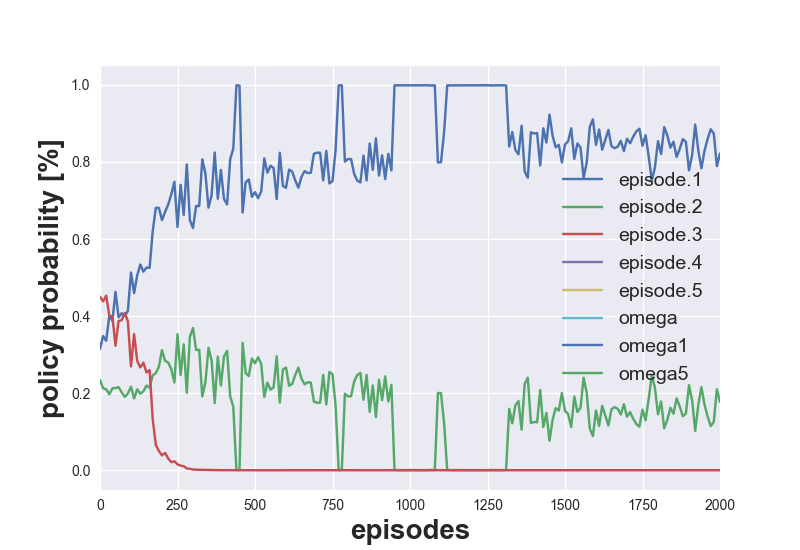 policy probability [%]
1.0
0.8
0.6
0.4
0.2
0.0
episode.1
episode.2
episode.3
episode.4
episode.5
omega
omega1
omega5
0 250 500 750 1000 1250 1500 1750 2000
episodes